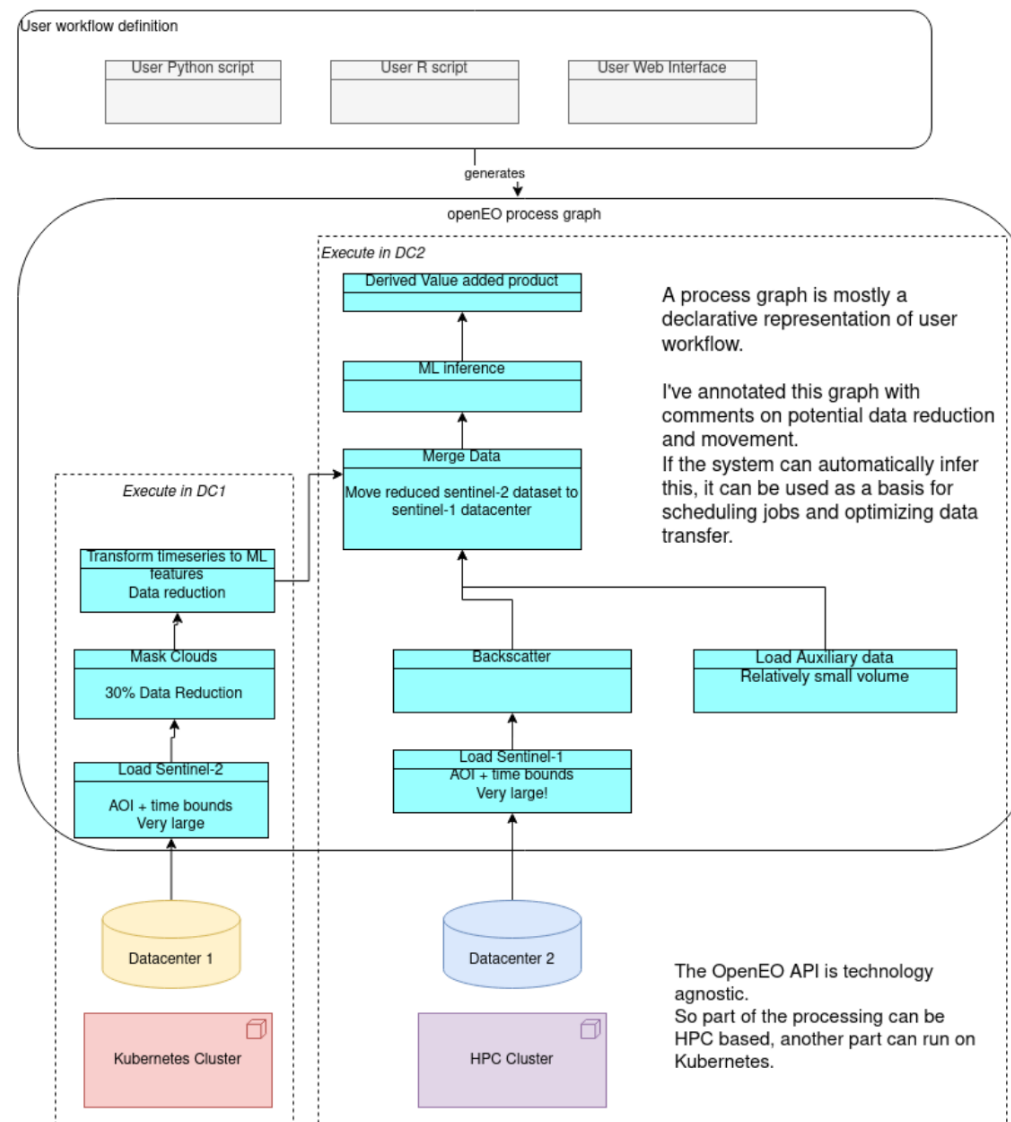 User workflow definition
User Python script
User R script
User Web Interface
generates
openEO process graph
Execute in DC2
Derived Value added product
A process graph is mostly a
declarative representation of user
workflow.
I've annotated this graph with
comments on potential data reduction
and movement.
If the system can automatically infer
this, it can be used as a basis for
scheduling jobs and optimizing data
transfer.
ML inference
Merge Data
Move reduced sentinel-2 dataset to
sentinel-1 datacenter
Execute in DC1
Transform timeseries to ML
features
Data reduction
Mask Clouds
30% Data Reduction
Load Sentinel-2
AOI + time bounds
Very large
Backscatter
Load Auxiliary data
Relatively small volume
Load Sentinel-1
AOI + time bounds
Very large!
Datacenter 1
Datacenter 2
Kubernetes Cluster
HPC Cluster
The OpenEO API is technology
agnostic.
So part of the processing can be
HPC based, another part can run on
Kubernetes.